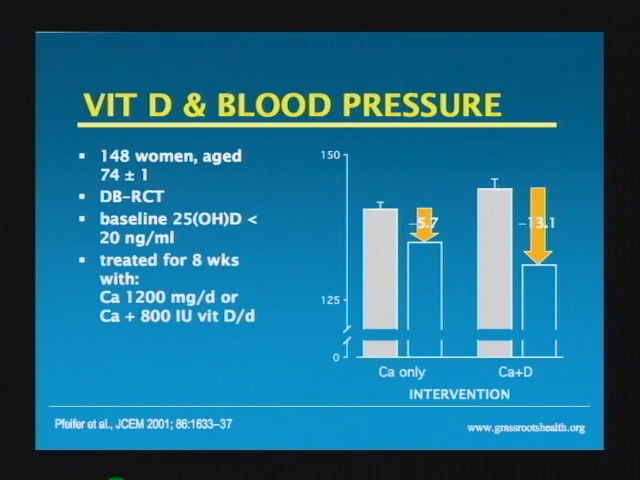 VIT D & BLOOD PRESSURE
148 women, aged
74 ± 1
DB-RCT
baseline 25(OH)D <
20 ng/ml
treated for 8 wks
with:
Ca 1200 mg/d or
Ca + 800 IU vit D/d
150
-5.7
-13.1
125
0
Ca only
Ca+D
INTERVENTION
Pfeifer et al., JCEM 2001; 86:1633-37
www.grassrootshealth.org